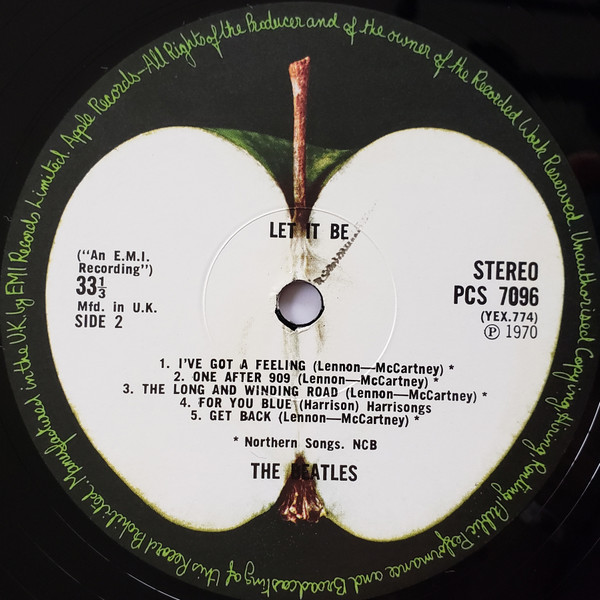 Apple Records—All Rights of the Producer and of the owner of the Recorded Work Reserved. Unauthorised Copying, Hiring, Renting, Public Performance and Broadcasting of this Record Prohibited. Manufactured in the U.K. by EMI Records Limited.
LET IT BE
("An E.M.I.
Recording")
33⅓
Mfd. in U.K.
SIDE 2
STEREO
PCS 7096
(YEX.774)
Ⓟ 1970
1. I'VE GOT A FEELING (Lennon—McCartney) *
2. ONE AFTER 909 (Lennon—McCartney) *
3. THE LONG AND WINDING ROAD (Lennon—McCartney) *
4. FOR YOU BLUE (Harrison) Harrisongs
5. GET BACK (Lennon—McCartney) *
* Northern Songs. NCB
THE BEATLES